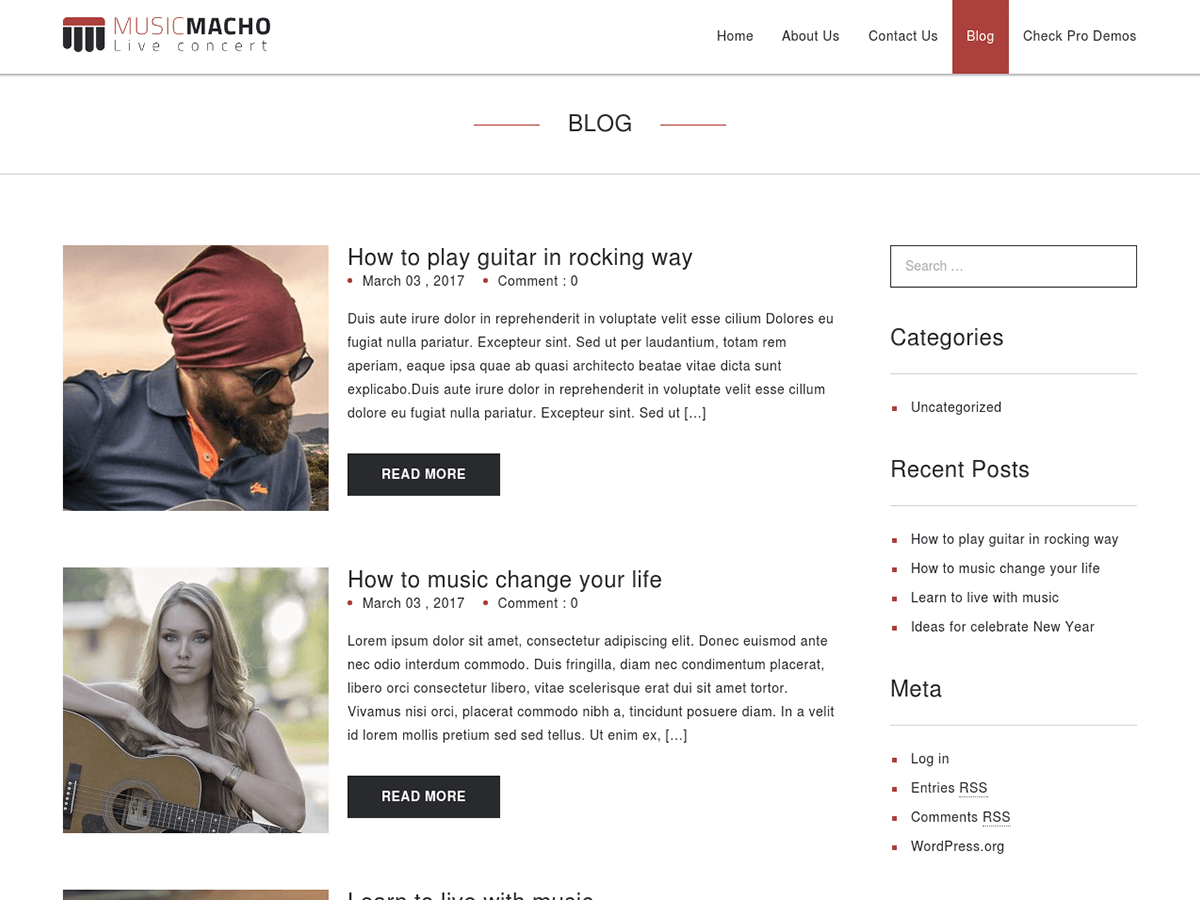 MUSICMACHO
Live concert
Home
About Us
Contact Us
Blog
Check Pro Demos
BLOG
How to play guitar in rocking way
March 03 , 2017
Comment : 0
Duis aute irure dolor in reprehenderit in voluptate velit esse cilium Dolores eu
fugiat nulla pariatur. Excepteur sint. Sed ut per laudantium, totam rem
aperiam, eaque ipsa quae ab quasi architecto beatae vitae dicta sunt
explicabo.Duis aute irure dolor in reprehenderit in voluptate velit esse cillum
dolore eu fugiat nulla pariatur. Excepteur sint. Sed ut [...]
READ MORE
How to music change your life
March 03 , 2017
Comment : 0
Lorem ipsum dolor sit amet, consectetur adipiscing elit. Donec euismod ante
nec odio interdum commodo. Duis fringilla, diam nec condimentum placerat,
libero orci consectetur libero, vitae scelerisque erat dui sit amet tortor.
Vivamus nisi orci, placerat commodo nibh a, tincidunt posuere diam. In a velit
id lorem mollis pretium sed sed tellus. Ut enim ex, [...]
READ MORE
Learn to live with music
Search ...
Categories
Uncategorized
Recent Posts
How to play guitar in rocking way
How to music change your life
Learn to live with music
Ideas for celebrate New Year
Meta
Log in
Entries RSS
Comments RSS
WordPress.org